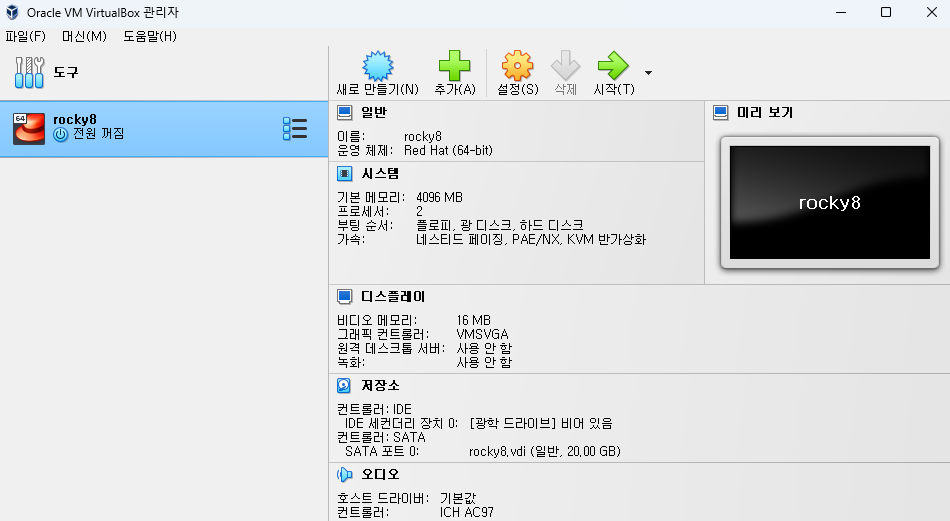 Oracle VM VirtualBox 관리자
파일(F) 머신(M) 도움말(H)
도구
새로 만들기(N) 추가(A) 설정(S) 삭제 시작(T)
64
rocky8
전원 꺼짐
일반
이름: rocky8
운영 체제: Red Hat (64-bit)
미리 보기
rocky8
시스템
기본 메모리: 4096 MB
프로세서: 2
부팅 순서: 플로피, 광 디스크, 하드 디스크
가속: 네스티드 페이징, PAE/NX, KVM 반가상화
디스플레이
비디오 메모리: 16 MB
그래픽 컨트롤러: VMSVGA
원격 데스크톱 서버: 사용 안 함
녹화: 사용 안 함
저장소
컨트롤러: IDE
IDE 세컨더리 장치 0: [광학 드라이브] 비어 있음
컨트롤러: SATA
SATA 포트 0: rocky8.vdi (일반, 20.00 GB)
오디오
호스트 드라이버: 기본값
컨트롤러: ICH AC97